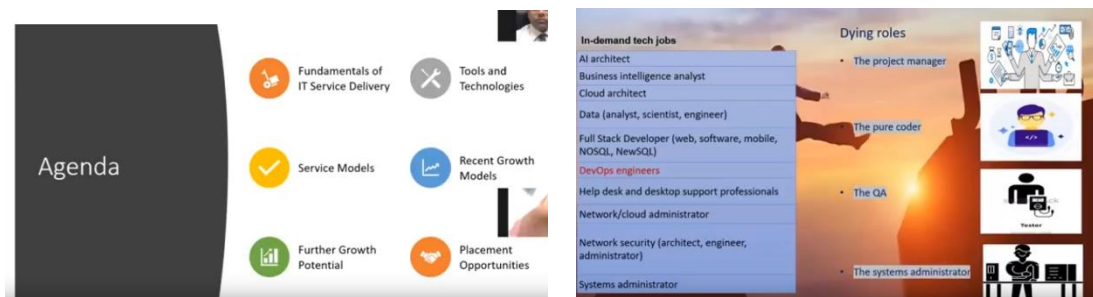 Agenda
Fundamentals of
IT Service Delivery
Tools and
Technologies
Service Models
Recent Growth
Models
Further Growth
Potential
Placement
Opportunities
In-demand tech jobs
AI architect
Business intelligence analyst
Cloud architect
Data (analyst, scientist, engineer)
Full Stack Developer (web, software, mobile,
NOSQL, NewSQL)
DevOps engineers
Help desk and desktop support professionals
Network/cloud administrator
Network security (architect, engineer,
administrator)
Systems administrator
Dying roles
• The project manager
• The pure coder
• The QA
• The systems administrator
</>
Tester